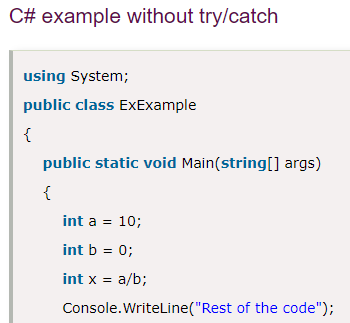 C# example without try/catch
using System;
public class ExExample
{
public static void Main(string[] args)
{
int a = 10;
int b = 0;
int x = a/b;
Console.WriteLine("Rest of the code");